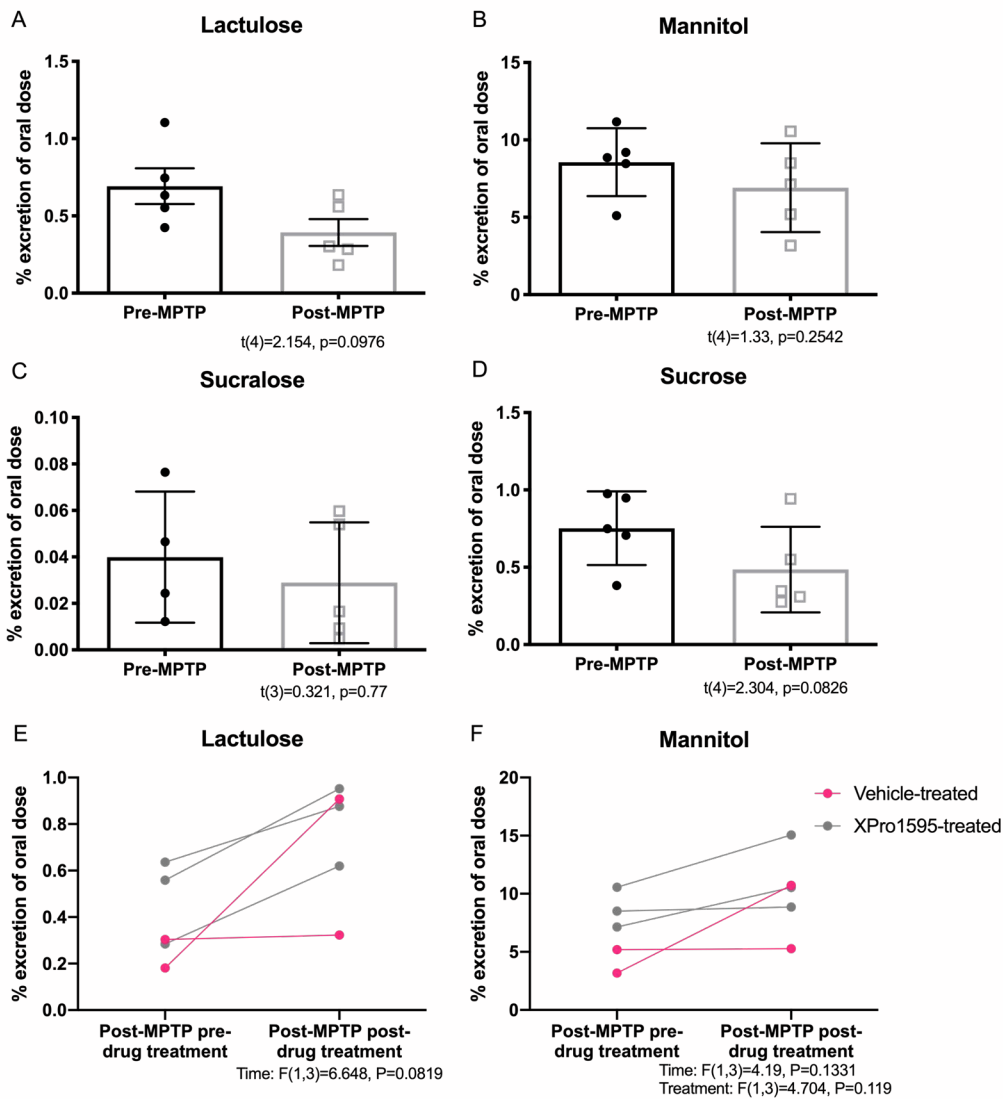 A
Lactulose
% excretion of oral dose
1.5
1.0
0.5
0.0
Pre-MPTP
Post-MPTP
t(4)=2.154, p=0.0976
B
Mannitol
% excretion of oral dose
15
10
5
0
Pre-MPTP
Post-MPTP
t(4)=1.33, p=0.2542
C
Sucralose
% excretion of oral dose
0.10
0.08
0.06
0.04
0.02
0.00
Pre-MPTP
Post-MPTP
t(3)=0.321, p=0.77
D
Sucrose
% excretion of oral dose
1.5
1.0
0.5
0.0
Pre-MPTP
Post-MPTP
t(4)=2.304, p=0.0826
E
Lactulose
% excretion of oral dose
1.0
0.8
0.6
0.4
0.2
0.0
Post-MPTP pre-
drug treatment
Post-MPTP post-
drug treatment
Time: F(1,3)=6.648, P=0.0819
F
Mannitol
% excretion of oral dose
20
15
10
5
0
Post-MPTP pre-
drug treatment
Post-MPTP post-
drug treatment
Time: F(1,3)=4.19, P=0.1331
Treatment: F(1,3)=4.704, P=0.119
Vehicle-treated
XPro1595-treated